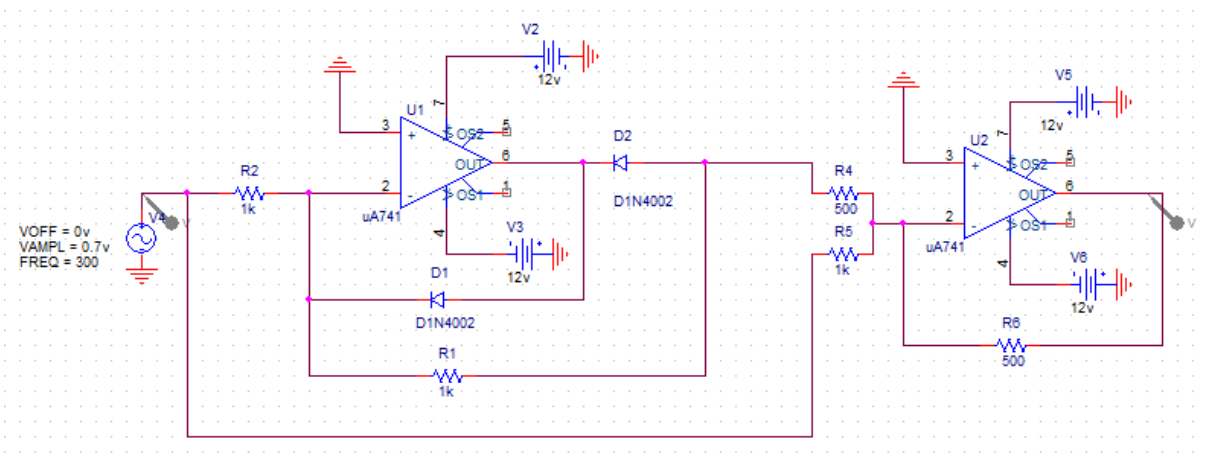 V2
12v
U1
7
3
+
OS2
5
OUT
6
2
-
OS1
1
uA741
4
V3
12v
D2
D1N4002
R2
1k
V4
V
VOFF = 0v
VAMPL = 0.7v
FREQ = 300
D1
D1N4002
R1
1k
R4
500
R5
1k
V5
12v
U2
7
3
+
OS2
5
OUT
6
2
-
OS1
1
uA741
4
V6
12v
V
R6
500